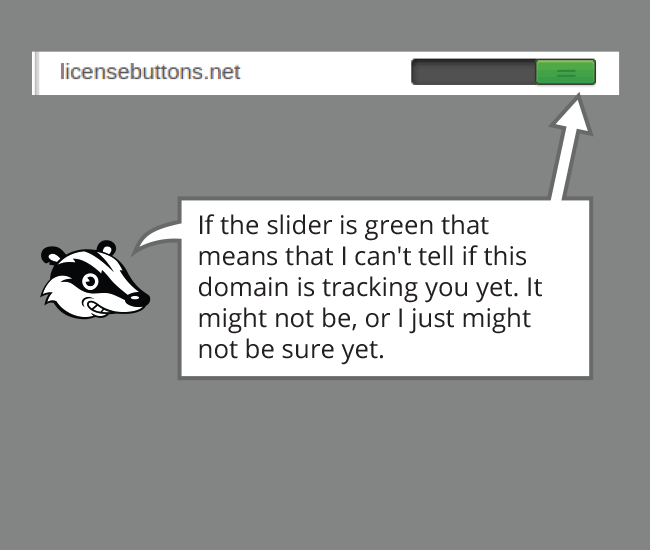 licensebuttons.net
If the slider is green that
means that I can't tell if this
domain is tracking you yet. It
might not be, or I just might
not be sure yet.